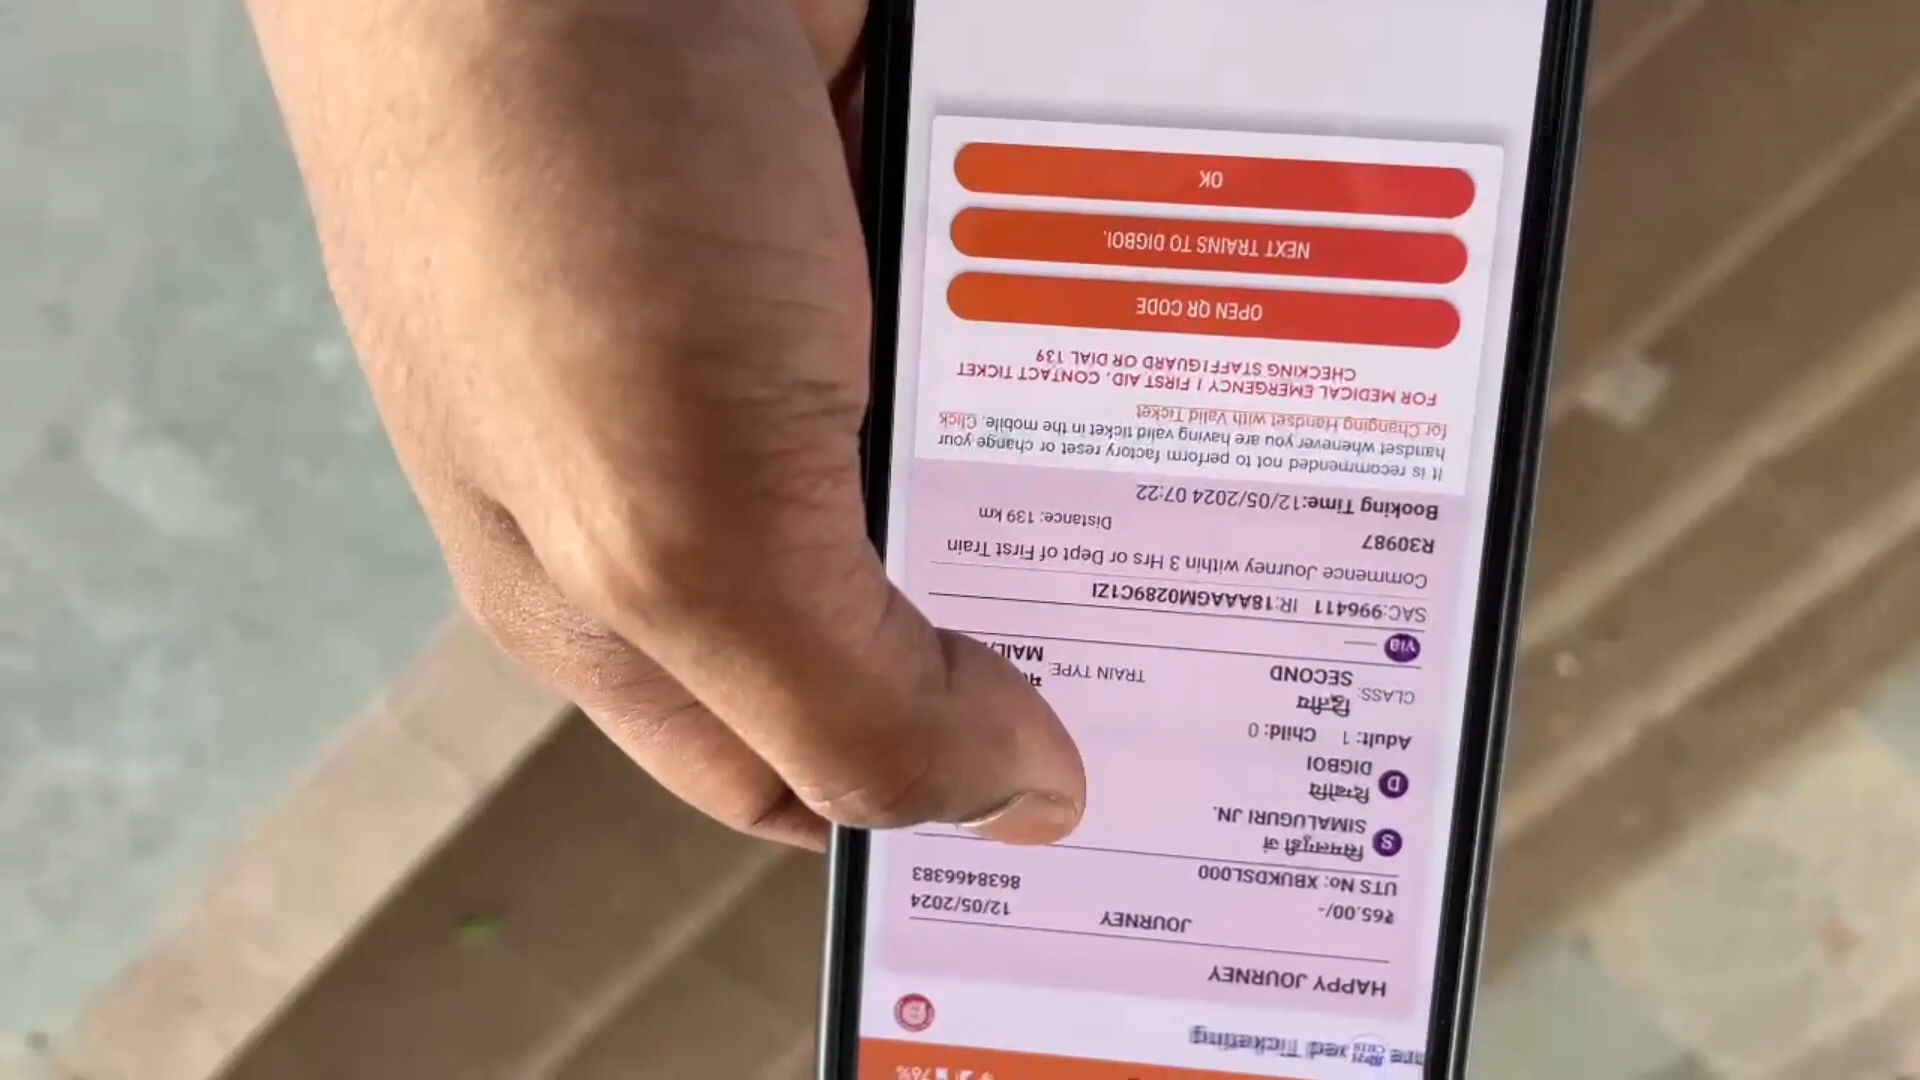 76%
Ticketing
HAPPY JOURNEY
JOURNEY 12/05/2024
₹65.00/- 8638466383
UTS No: XBUKDSL000
S सिमलगुड़ी जं
SIMALUGURI JN.
D दिग्बोय
DIGBOI
Adult: 1 Child: 0
CLASS: द्वितीय
SECOND TRAIN TYPE: MAIL/
VIA ---
SAC:996411 IR:18AAAGM0289C1ZI
Commence Journey within 3 Hrs or Dept of First Train
R30987 Distance: 139 km
Booking Time:12/05/2024 07:22
It is recommended not to perform factory reset or change your
handset whenever you are having valid ticket in the mobile. Click
for Changing Handset with Valid Ticket
FOR MEDICAL EMERGENCY | FIRST AID. CONTACT TICKET
CHECKING STAFF|GUARD OR DIAL 139
OPEN QR CODE
NEXT TRAINS TO DIGBOI.
OK